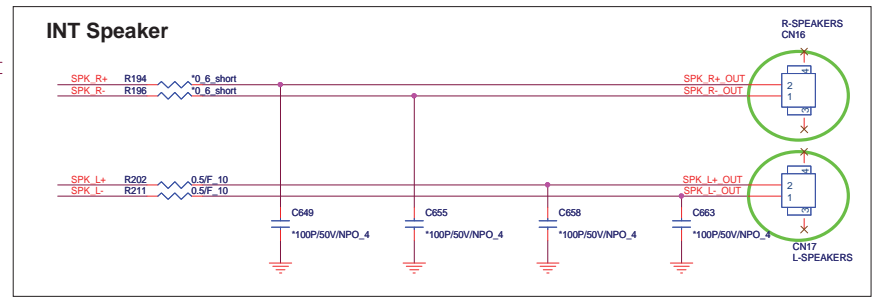 INT Speaker
R-SPEAKERS
CN16
SPK_R+ R194 *0_6_short SPK_R+_OUT
SPK_R- R196 *0_6_short SPK_R-_OUT
4
2
1
3
SPK_L+ R202 0.5/F_10 SPK_L+_OUT
SPK_L- R211 0.5/F_10 SPK_L-_OUT
4
2
1
3
C649 C655 C658 C663
*100P/50V/NPO_4 *100P/50V/NPO_4 *100P/50V/NPO_4 *100P/50V/NPO_4
CN17
L-SPEAKERS